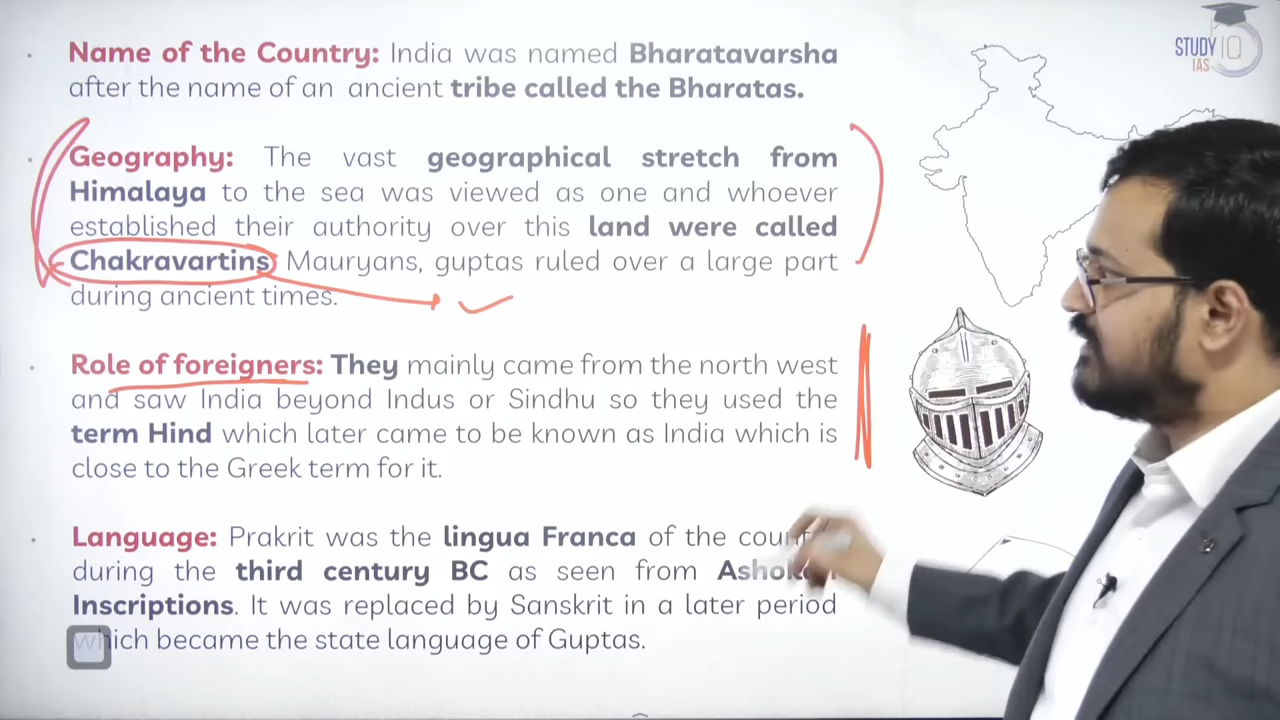 Name of the Country: India was named Bharatavarsha
after the name of an ancient tribe called the Bharatas.
Geography: The vast geographical stretch from
Himalaya to the sea was viewed as one and whoever
established their authority over this land were called
Chakravartins Mauryans, guptas ruled over a large part
during ancient times.
Role of foreigners: They mainly came from the north west
and saw India beyond Indus or Sindhu so they used the
term Hind which later came to be known as India which is
close to the Greek term for it.
Language: Prakrit was the lingua Franca of the
during the third century BC as seen from
Inscriptions. It was replaced by Sanskrit in a later period
which became the state language of Guptas.
STUDY IQ
IAS